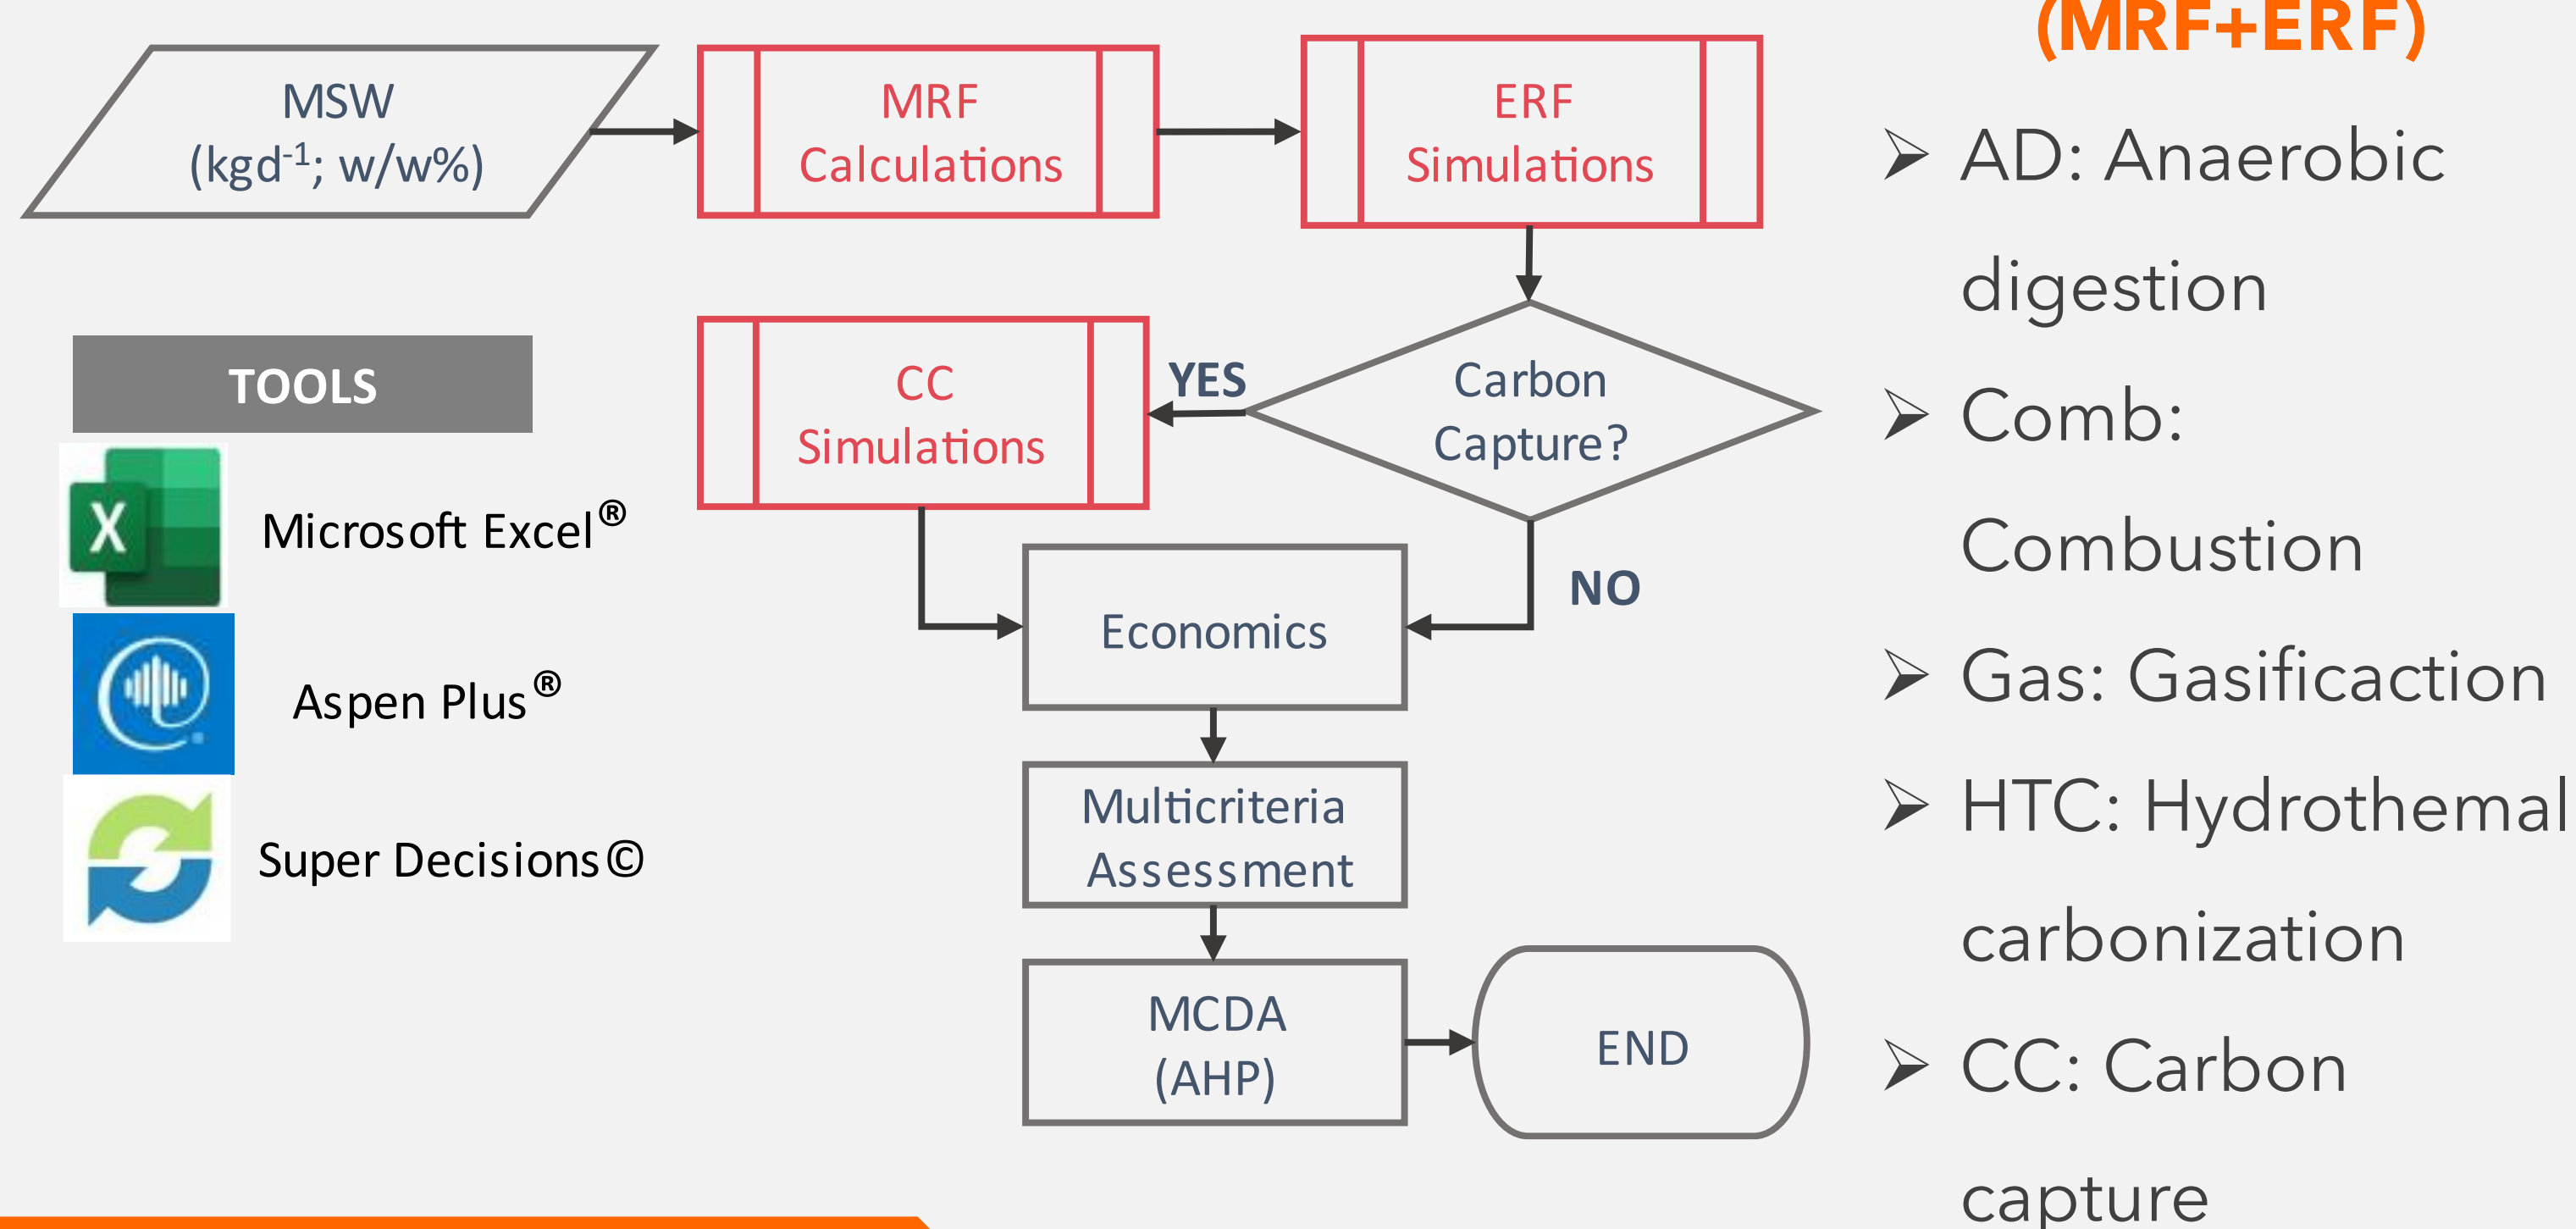 (MRF+ERF)
MSW
(kgd⁻¹; w/w%)
MRF
Calculations
ERF
Simulations
CC
Simulations
YES
Carbon
Capture?
NO
Economics
Multicriteria
Assessment
MCDA
(AHP)
END
TOOLS
X
Microsoft Excel®
Aspen Plus®
Super Decisions©
➢ AD: Anaerobic
digestion
➢ Comb:
Combustion
➢ Gas: Gasificaction
➢ HTC: Hydrothemal
carbonization
➢ CC: Carbon
capture